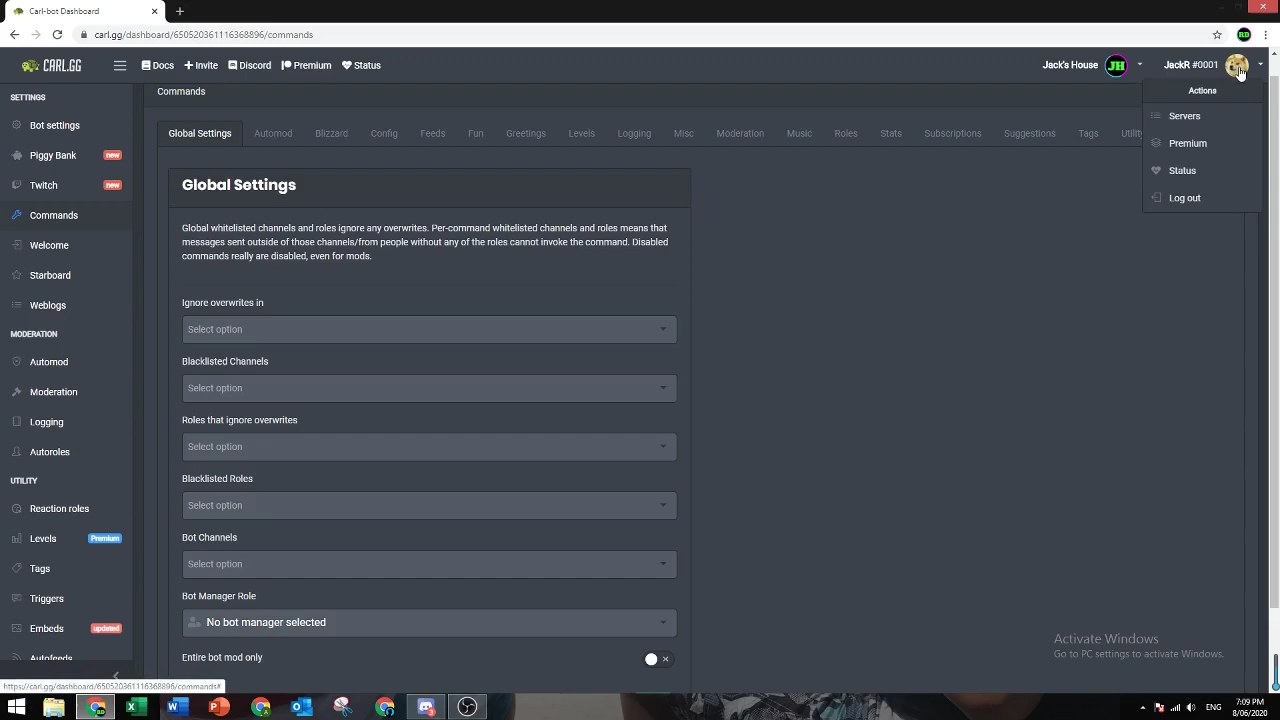 Carl-bot Dashboard
carl.gg/dashboard/650520361116368896/commands
RD
CARL.GG
Docs
Invite
Discord
Premium
Status
Jack's House
JH
JackR #0001
SETTINGS
Bot settings
Piggy Bank new
Twitch new
Commands
Welcome
Starboard
Weblogs
MODERATION
Automod
Moderation
Logging
Autoroles
UTILITY
Reaction roles
Levels Premium
Tags
Triggers
Embeds updated
Autofeeds
https://carl.gg/dashboard/650520361116368896/commands#
Commands
Global Settings Automod Blizzard Config Feeds Fun Greetings Levels Logging Misc Moderation Music Roles Stats Subscriptions Suggestions Tags
Global Settings
Global whitelisted channels and roles ignore any overwrites. Per-command whitelisted channels and roles means that
messages sent outside of those channels/from people without any of the roles cannot invoke the command. Disabled
commands really are disabled, even for mods.
Ignore overwrites in
Select option
Blacklisted Channels
Select option
Roles that ignore overwrites
Select option
Blacklisted Roles
Select option
Bot Channels
Select option
Bot Manager Role
No bot manager selected
Entire bot mod only
Actions
Servers
Premium
Status
Log out
Activate Windows
Go to PC settings to activate Windows.
ENG
7:09 PM
8/06/2020